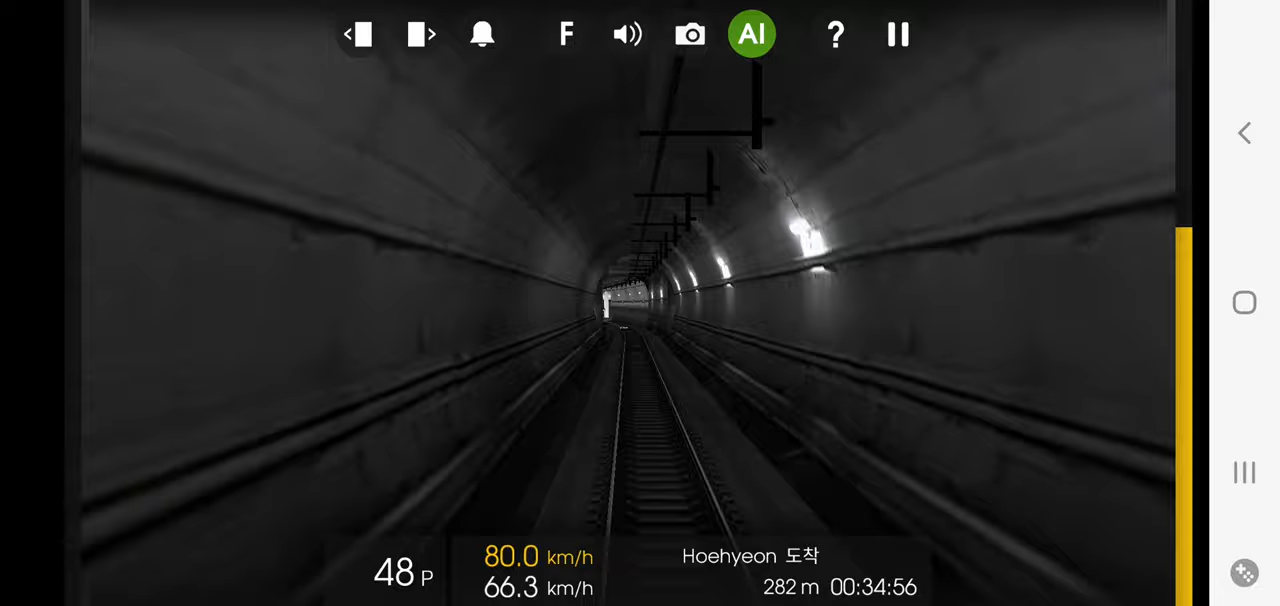 F AI ?
80.0 km/h
48 P
66.3 km/h
Hoehyeon 도착
282 m 00:34:56